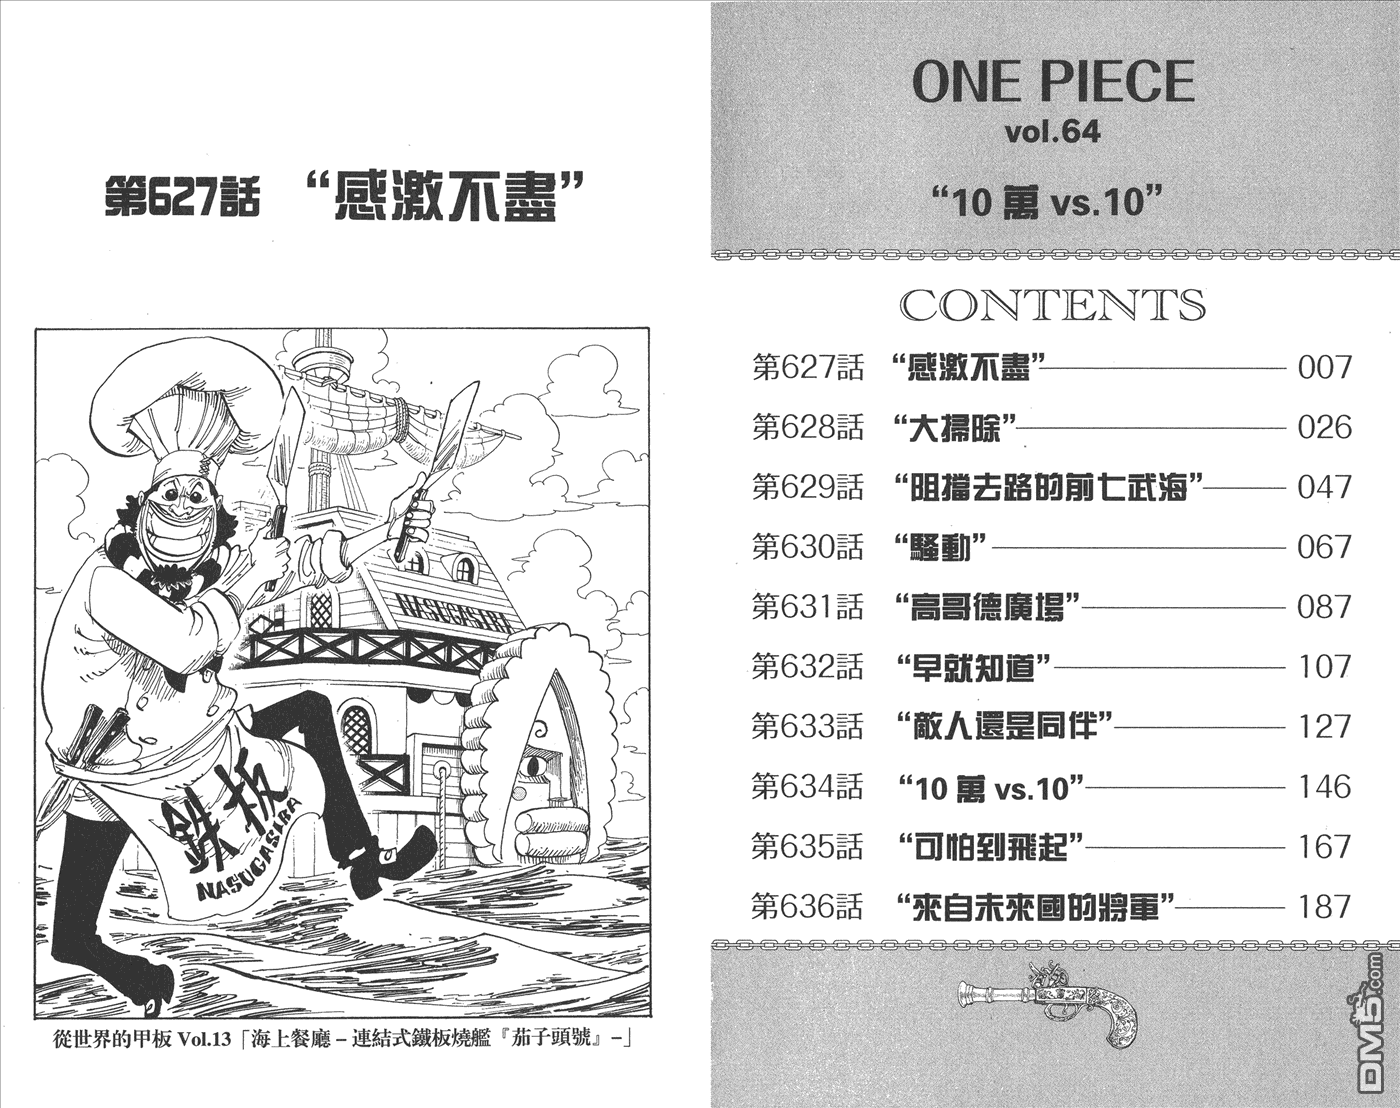 第627話 “感激不盡”
NASUGASIRA
鉄板
NASUGASIRA
從世界的甲板 Vol.13「海上餐廳－連結式鐵板燒艦『茄子頭號』－」
ONE PIECE
vol.64
“10 萬 vs.10”
CONTENTS
第627話 “感激不盡” 007
第628話 “大掃除” 026
第629話 “阻擋去路的前七武海” 047
第630話 “騷動” 067
第631話 “高哥德廣場” 087
第632話 “早就知道” 107
第633話 “敵人還是同伴” 127
第634話 “10 萬 vs.10” 146
第635話 “可怕到飛起” 167
第636話 “來自未來國的將軍” 187
DM5.com